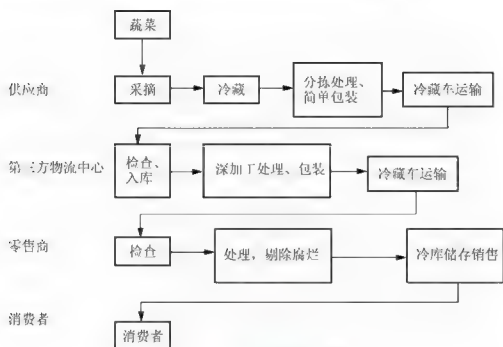 蔬菜
供应商
采摘
冷藏
分拣处理、
简单包装
冷藏车运输
第三方物流中心
检查、
入库
深加工处理、包装
冷藏车运输
零售商
检查
处理，剔除腐烂
冷库储存销售
消费者
消费者